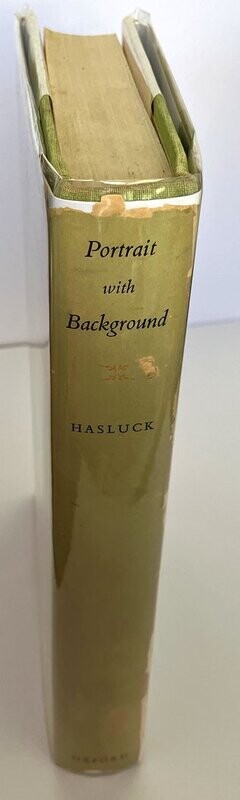 Portrait
with
Background
HASLUCK
OXFORD